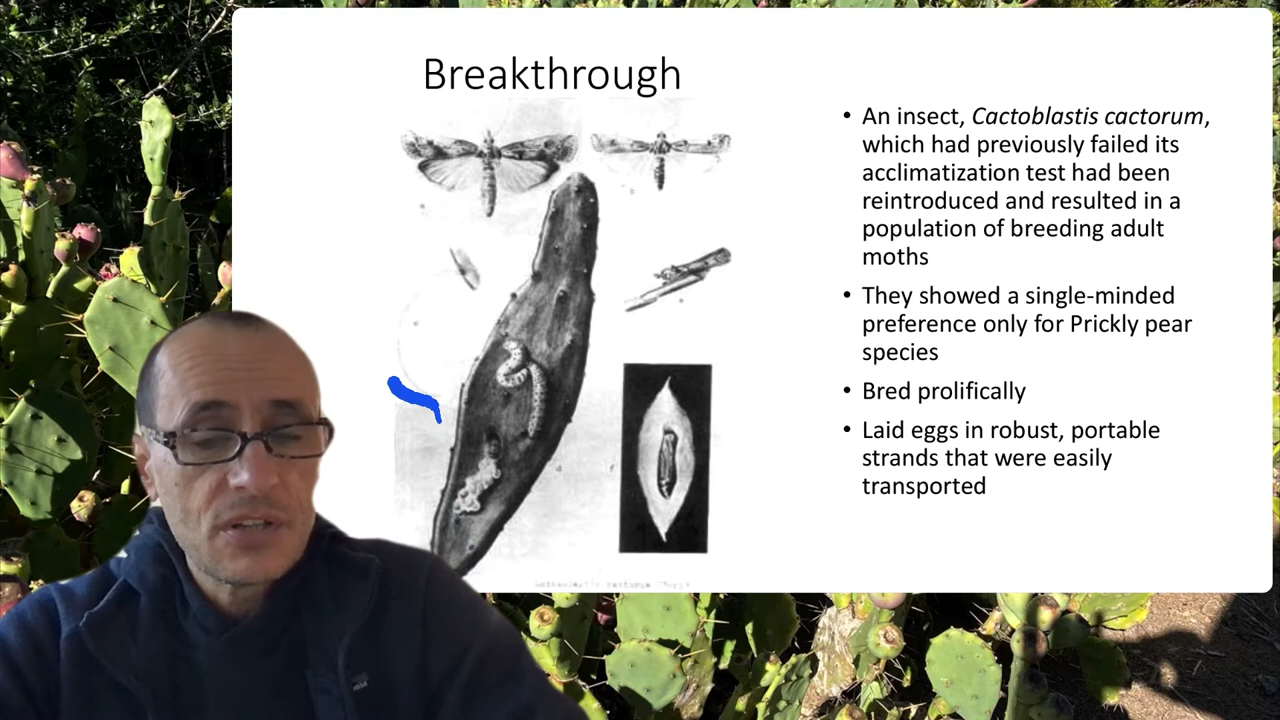 Breakthrough
• An insect, Cactoblastis cactorum,
which had previously failed its
acclimatization test had been
reintroduced and resulted in a
population of breeding adult
moths
• They showed a single-minded
preference only for Prickly pear
species
• Bred prolifically
• Laid eggs in robust, portable
strands that were easily
transported